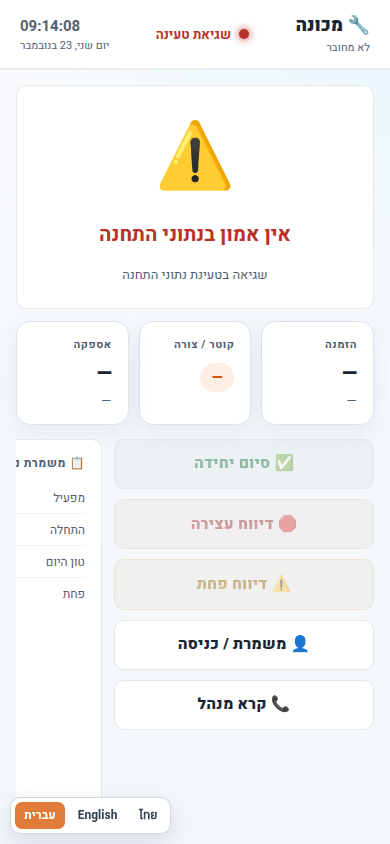 🔧 מכונה
לא מחובר
שגיאת טעינה
09:14:08
יום שני, 23 בנובמבר
אין אמון בנתוני התחנה
שגיאה בטעינת נתוני התחנה
הזמנה
—
—
קוטר / צורה
—
אספקה
—
—
✅ סיום יחידה
🛑 דיווח עצירה
⚠️ דיווח פחת
👤 משמרת / כניסה
📞 קרא מנהל
📋 משמרת
מפעיל
התחלה
טון היום
פחת
עברית
English
ไทย